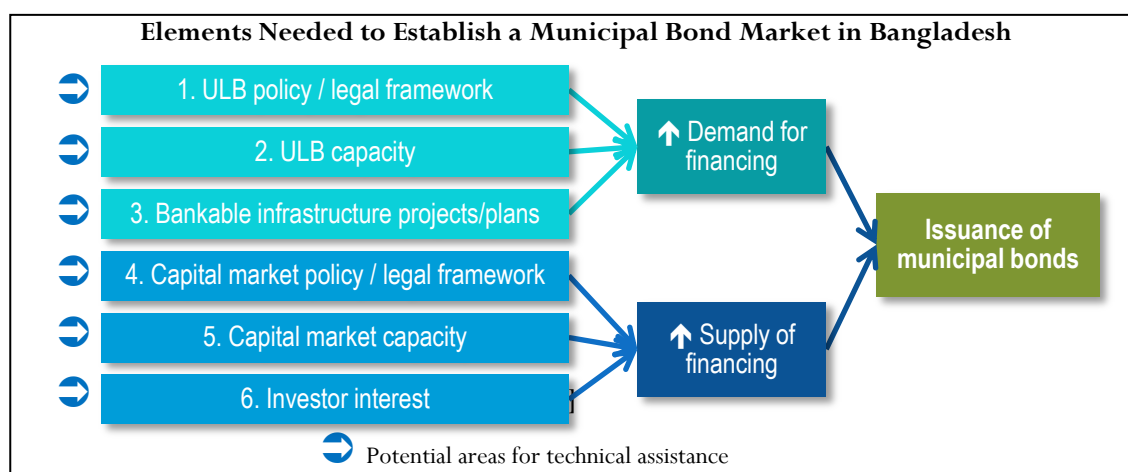 Elements Needed to Establish a Municipal Bond Market in Bangladesh
1. ULB policy / legal framework
2. ULB capacity
3. Bankable infrastructure projects/plans
4. Capital market policy / legal framework
5. Capital market capacity
6. Investor interest
]
Demand for
financing
Supply of
financing
Issuance of
municipal bonds
Potential areas for technical assistance